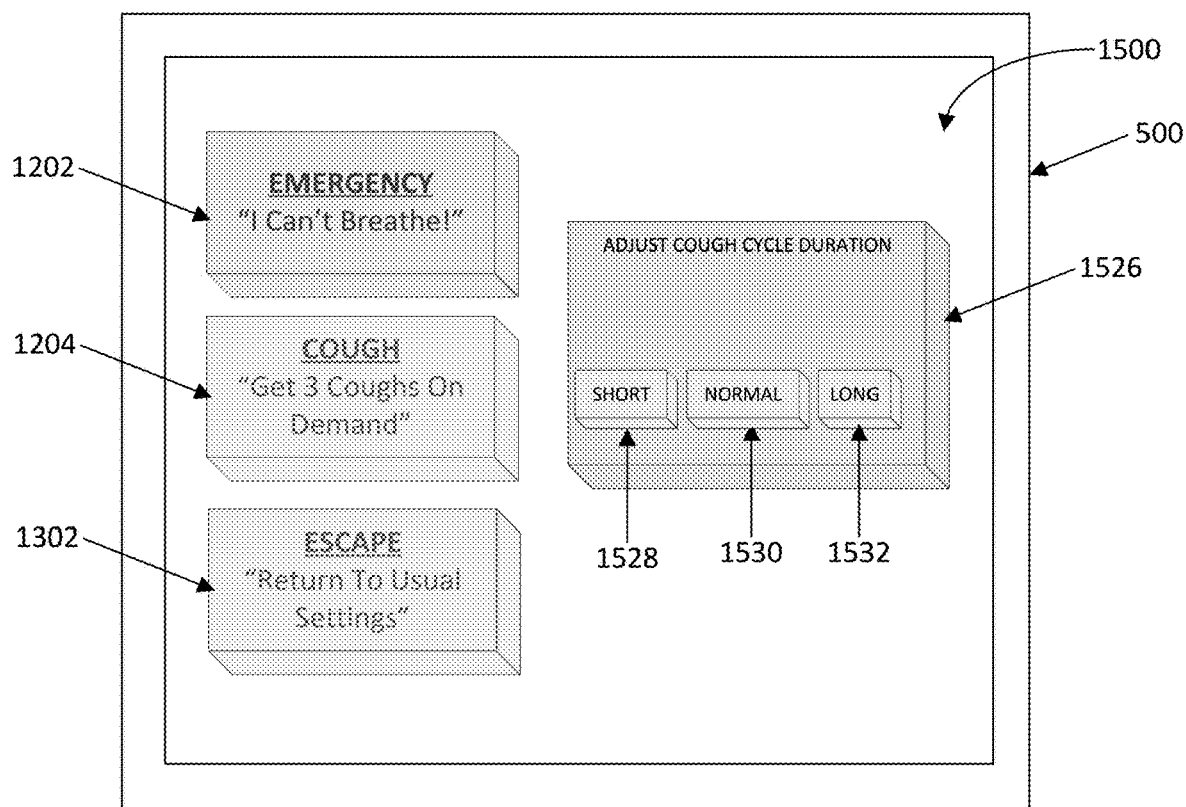 1500
500
1202
EMERGENCY
"I Can't Breathe!"
ADJUST COUGH CYCLE DURATION
1526
1204
COUGH
"Get 3 Coughs On
Demand"
SHORT
NORMAL
LONG
1302
ESCAPE
"Return To Usual
Settings"
1528
1530
1532